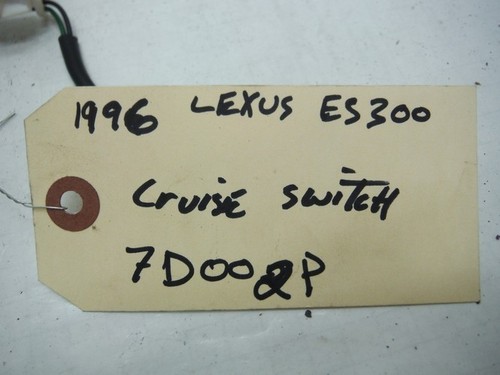 1996 LEXUS ES300
Cruise switch
7D002P